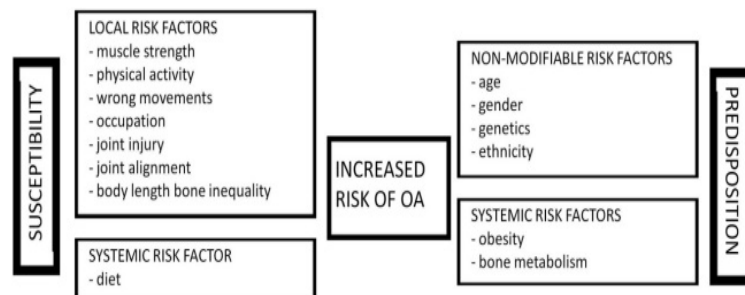 SUSCEPTIBILITY
LOCAL RISK FACTORS
- muscle strength
- physical activity
- wrong movements
- occupation
- joint injury
- joint alignment
- body length bone inequality
SYSTEMIC RISK FACTOR
- diet
INCREASED
RISK OF OA
NON-MODIFIABLE RISK FACTORS
- age
- gender
- genetics
- ethnicity
SYSTEMIC RISK FACTORS
- obesity
- bone metabolism
PREDISPOSITION